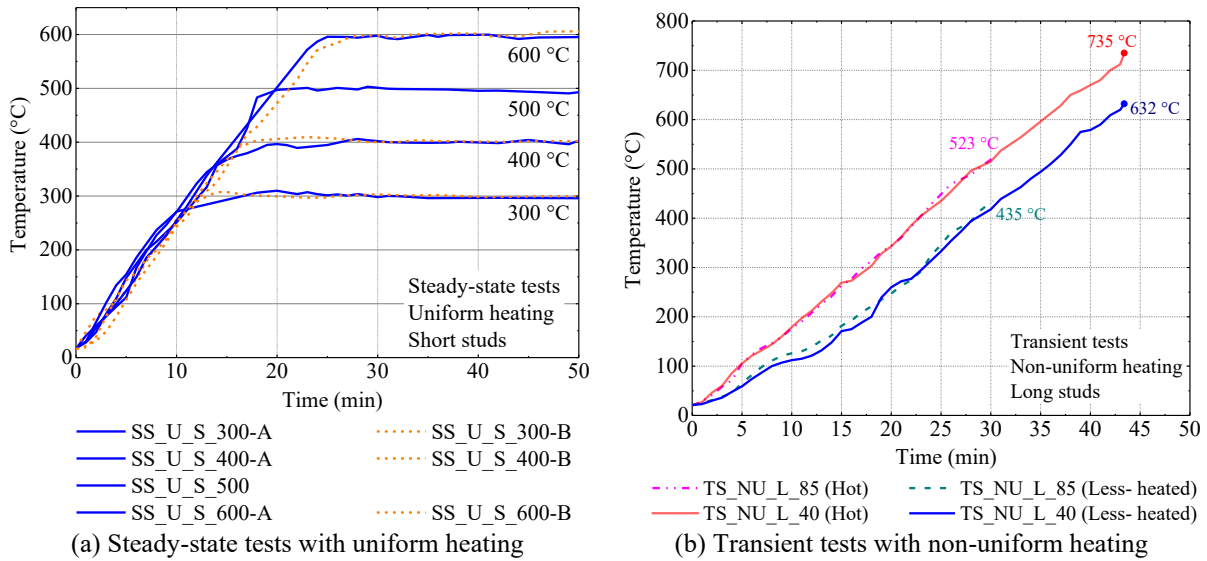 600
500
400
300
200
100
0
0
10
20
30
40
50
Temperature (°C)
Time (min)
600 °C
500 °C
400 °C
300 °C
Steady-state tests
Uniform heating
Short studs
SS_U_S_300-A
SS_U_S_300-B
SS_U_S_400-A
SS_U_S_400-B
SS_U_S_500
SS_U_S_600-A
SS_U_S_600-B
(a) Steady-state tests with uniform heating
800
700
600
500
400
300
200
100
0
0
5
10
15
20
25
30
35
40
45
50
Temperature (°C)
Time (min)
735 °C
632 °C
523 °C
435 °C
Transient tests
Non-uniform heating
Long studs
TS_NU_L_85 (Hot)
TS_NU_L_85 (Less- heated)
TS_NU_L_40 (Hot)
TS_NU_L_40 (Less- heated)
(b) Transient tests with non-uniform heating